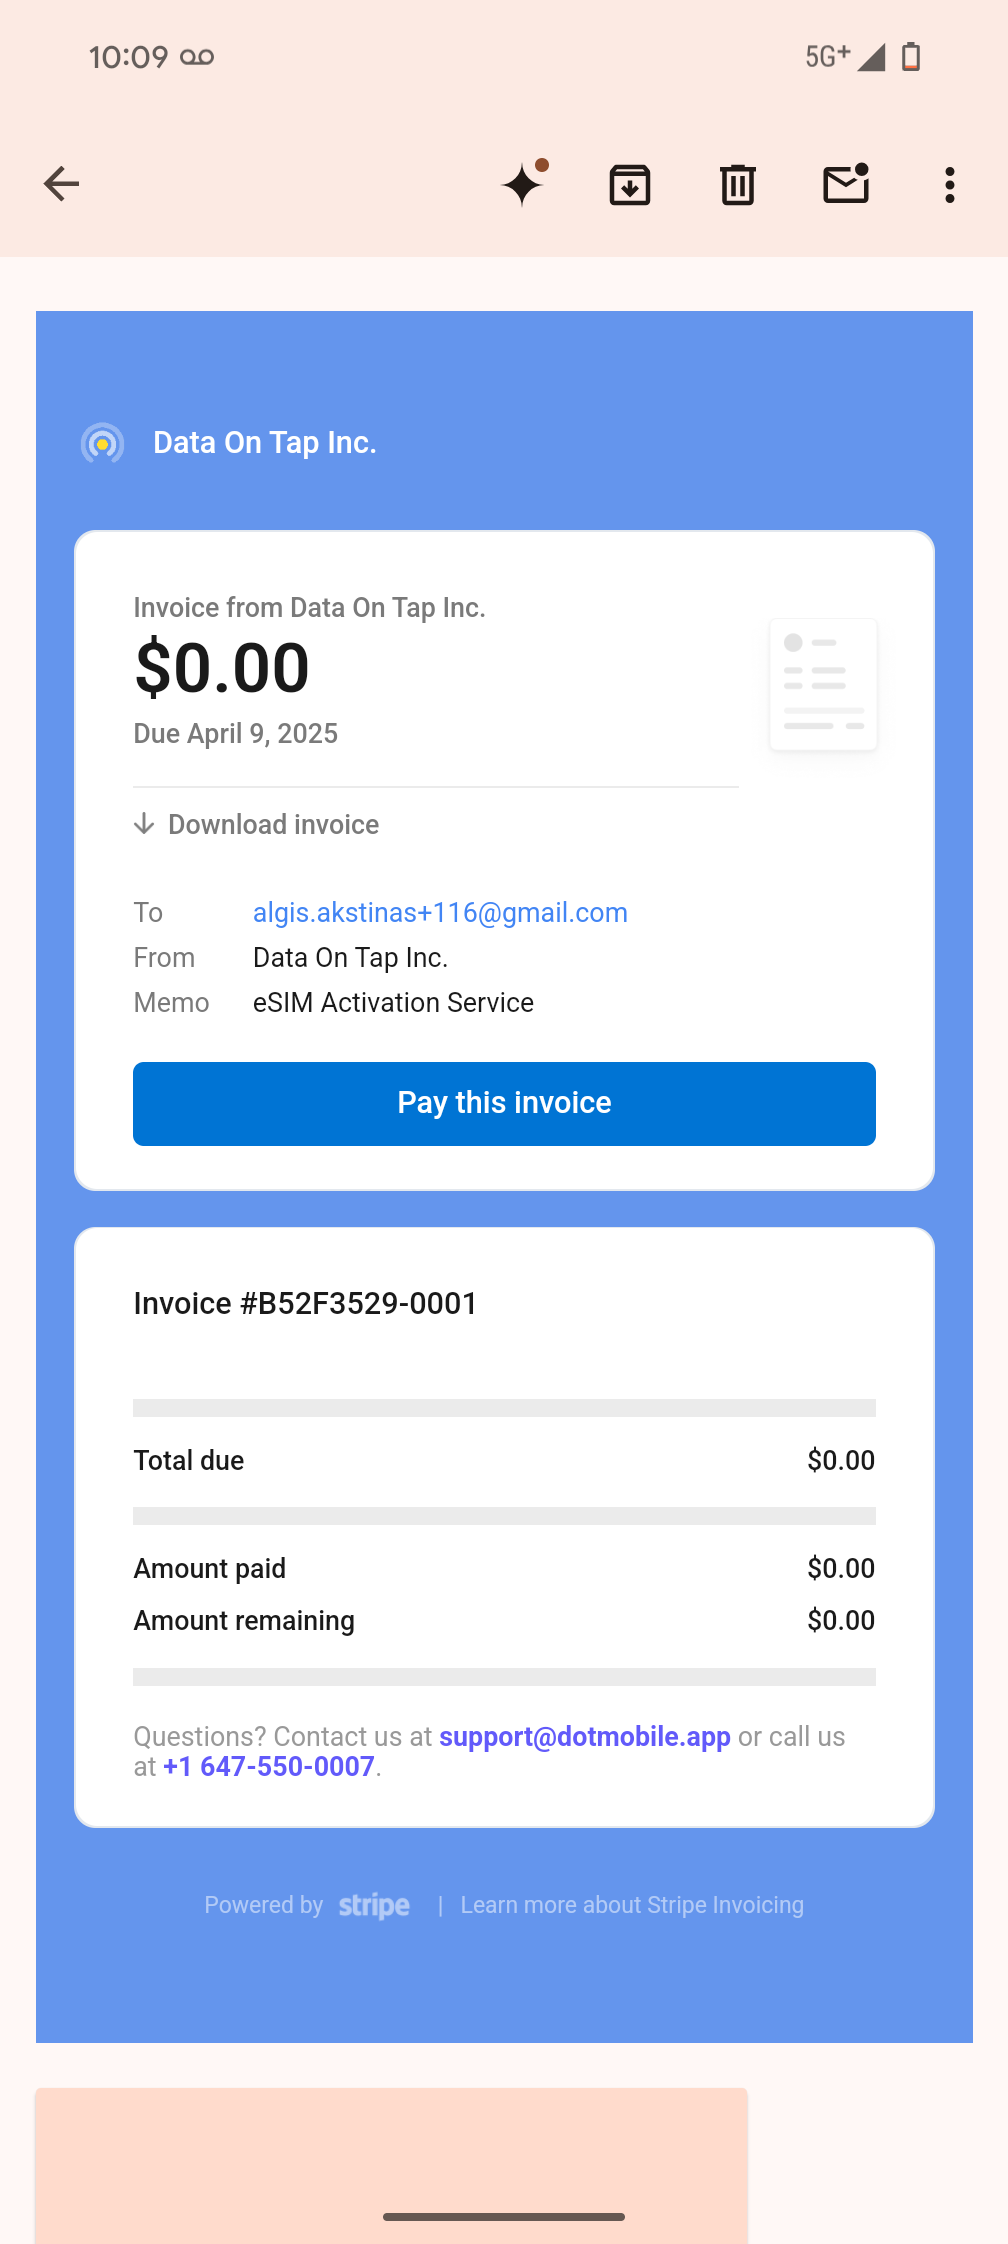 10:09
5G+
Data On Tap Inc.
Invoice from Data On Tap Inc.
$0.00
Due April 9, 2025
Download invoice
To algis.akstinas+116@gmail.com
From Data On Tap Inc.
Memo eSIM Activation Service
Pay this invoice
Invoice #B52F3529-0001
Total due $0.00
Amount paid $0.00
Amount remaining $0.00
Questions? Contact us at support@dotmobile.app or call us
at +1 647-550-0007.
Powered by stripe | Learn more about Stripe Invoicing